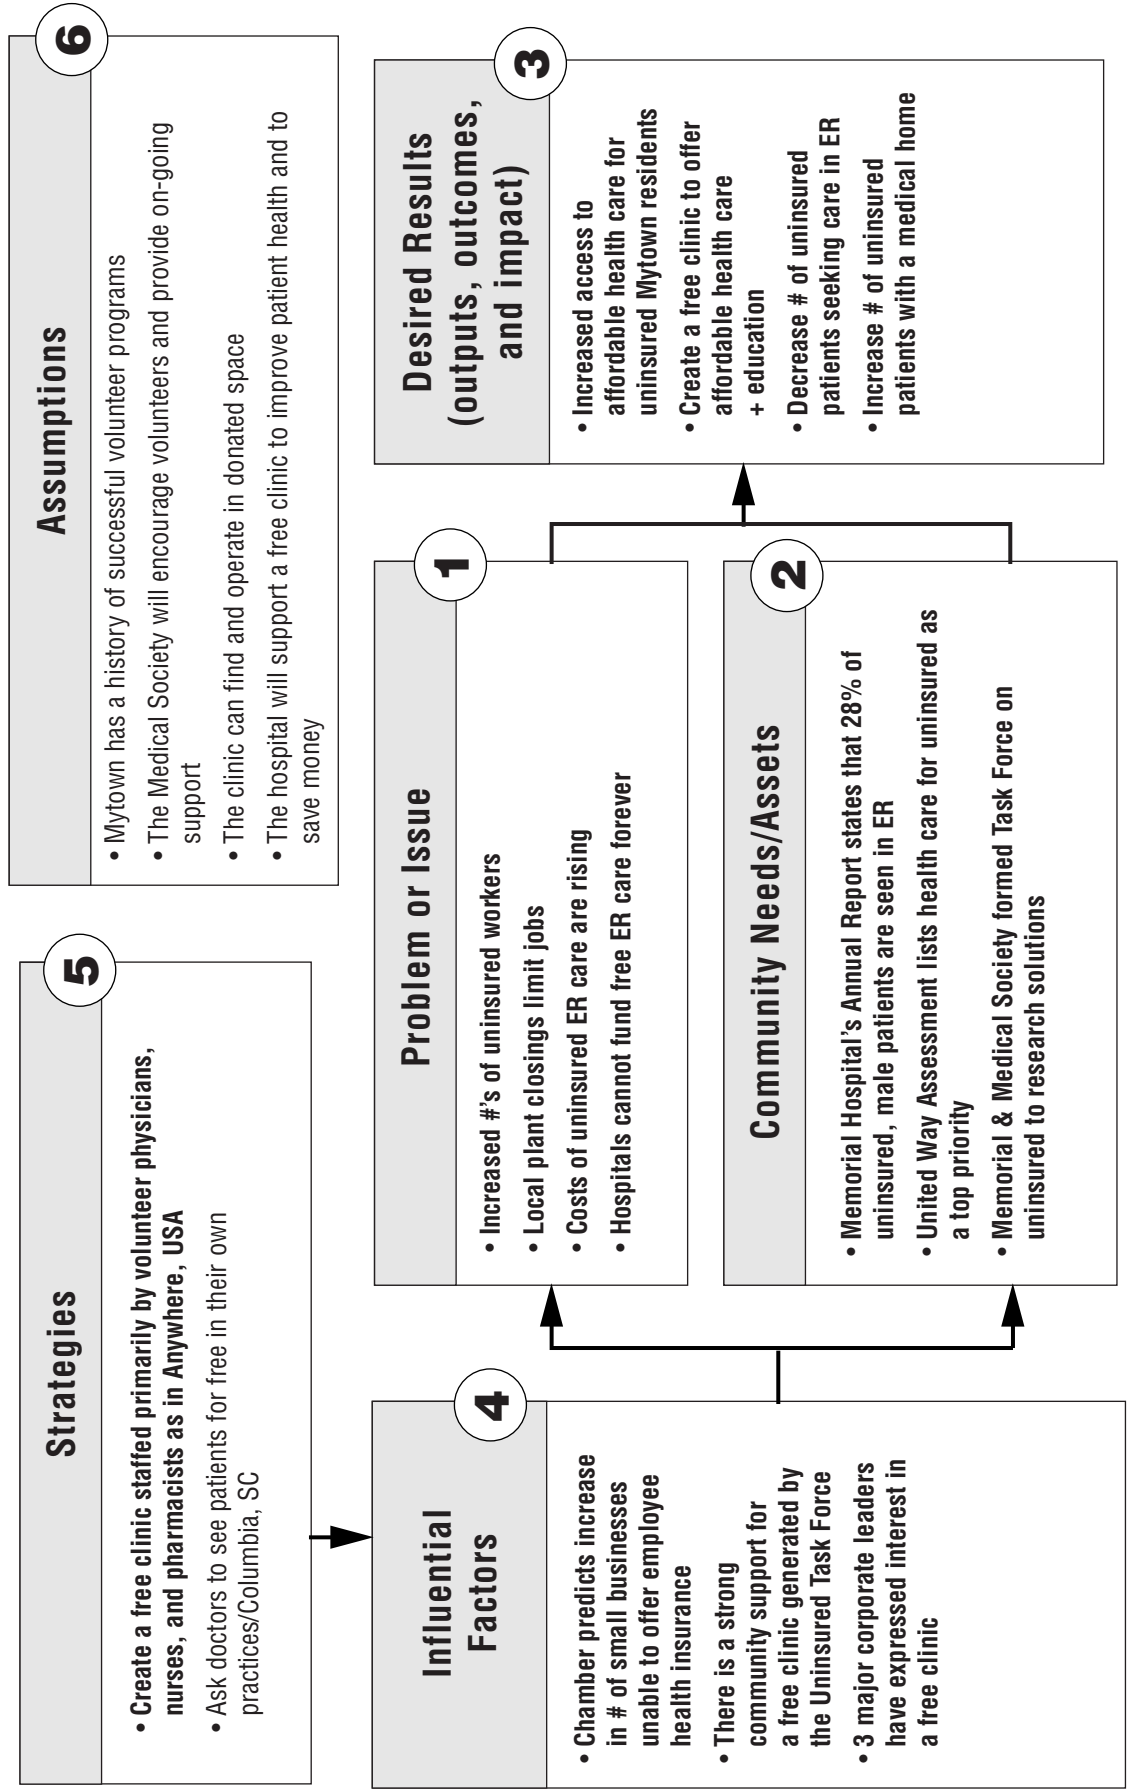 Strategies
5
• Create a free clinic staffed primarily by volunteer physicians,
nurses, and pharmacists as in Anywhere, USA
• Ask doctors to see patients for free in their own
practices/Columbia, SC
Assumptions
6
• Mytown has a history of successful volunteer programs
• The Medical Society will encourage volunteers and provide on-going
support
• The clinic can find and operate in donated space
• The hospital will support a free clinic to improve patient health and to
save money
Influential
Factors
4
• Chamber predicts increase
in # of small businesses
unable to offer employee
health insurance
• There is a strong
community support for
a free clinic generated by
the Uninsured Task Force
• 3 major corporate leaders
have expressed interest in
a free clinic
Problem or Issue
1
• Increased #'s of uninsured workers
• Local plant closings limit jobs
• Costs of uninsured ER care are rising
• Hospitals cannot fund free ER care forever
Community Needs/Assets
2
• Memorial Hospital's Annual Report states that 28% of
uninsured, male patients are seen in ER
• United Way Assessment lists health care for uninsured as
a top priority
• Memorial & Medical Society formed Task Force on
uninsured to research solutions
Desired Results
(outputs, outcomes,
and impact)
3
• Increased access to
affordable health care for
uninsured Mytown residents
• Create a free clinic to offer
affordable health care
+ education
• Decrease # of uninsured
patients seeking care in ER
• Increase # of uninsured
patients with a medical home